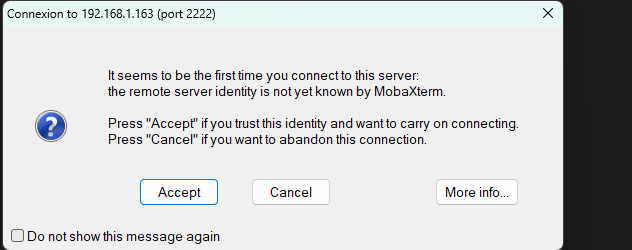 Connexion to 192.168.1.163 (port 2222)
It seems to be the first time you connect to this server:
the remote server identity is not yet known by MobaXterm.
Press "Accept" if you trust this identity and want to carry on connecting.
Press "Cancel" if you want to abandon this connection.
Accept
Cancel
More info...
Do not show this message again